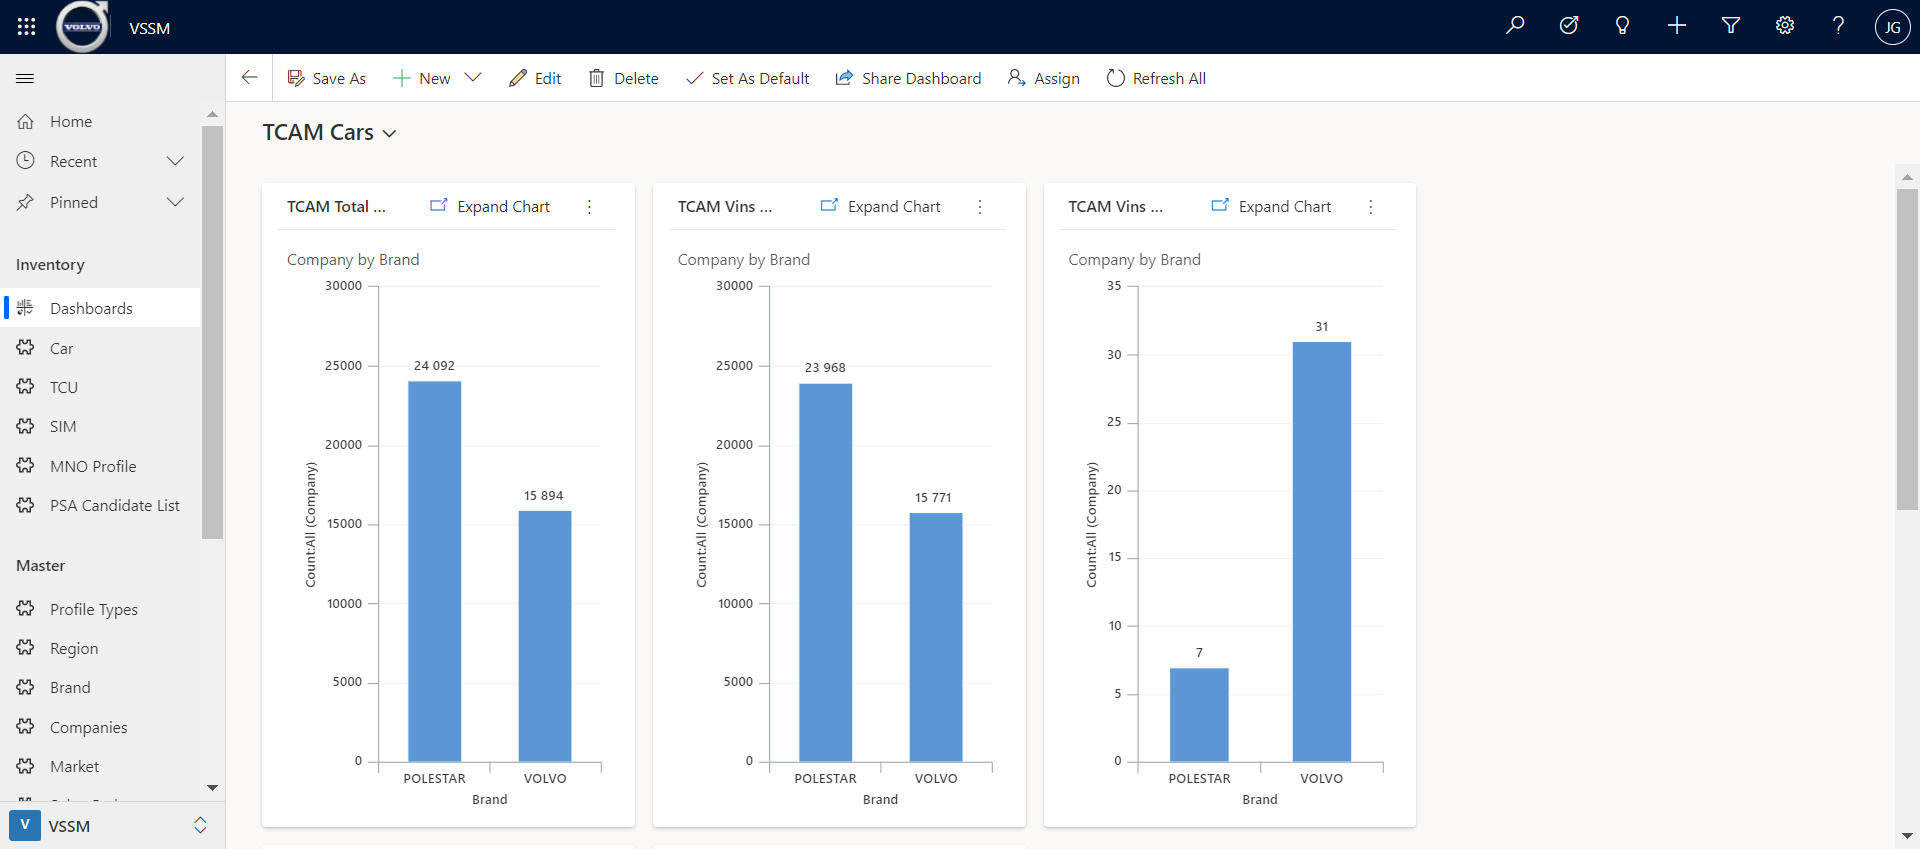 VOLVO
VSSM
JG
Save As
New
Edit
Delete
Set As Default
Share Dashboard
Assign
Refresh All
Home
Recent
Pinned
Inventory
Dashboards
Car
TCU
SIM
MNO Profile
PSA Candidate List
Master
Profile Types
Region
Brand
Companies
Market
V
VSSM
TCAM Cars
TCAM Total ...
Expand Chart
Company by Brand
30000
25000
20000
15000
10000
5000
0
Count:All (Company)
24 092
15 894
POLESTAR
VOLVO
Brand
TCAM Vins ...
Expand Chart
Company by Brand
30000
25000
20000
15000
10000
5000
0
Count:All (Company)
23 968
15 771
POLESTAR
VOLVO
Brand
TCAM Vins ...
Expand Chart
Company by Brand
35
30
25
20
15
10
5
0
Count:All (Company)
7
31
POLESTAR
VOLVO
Brand